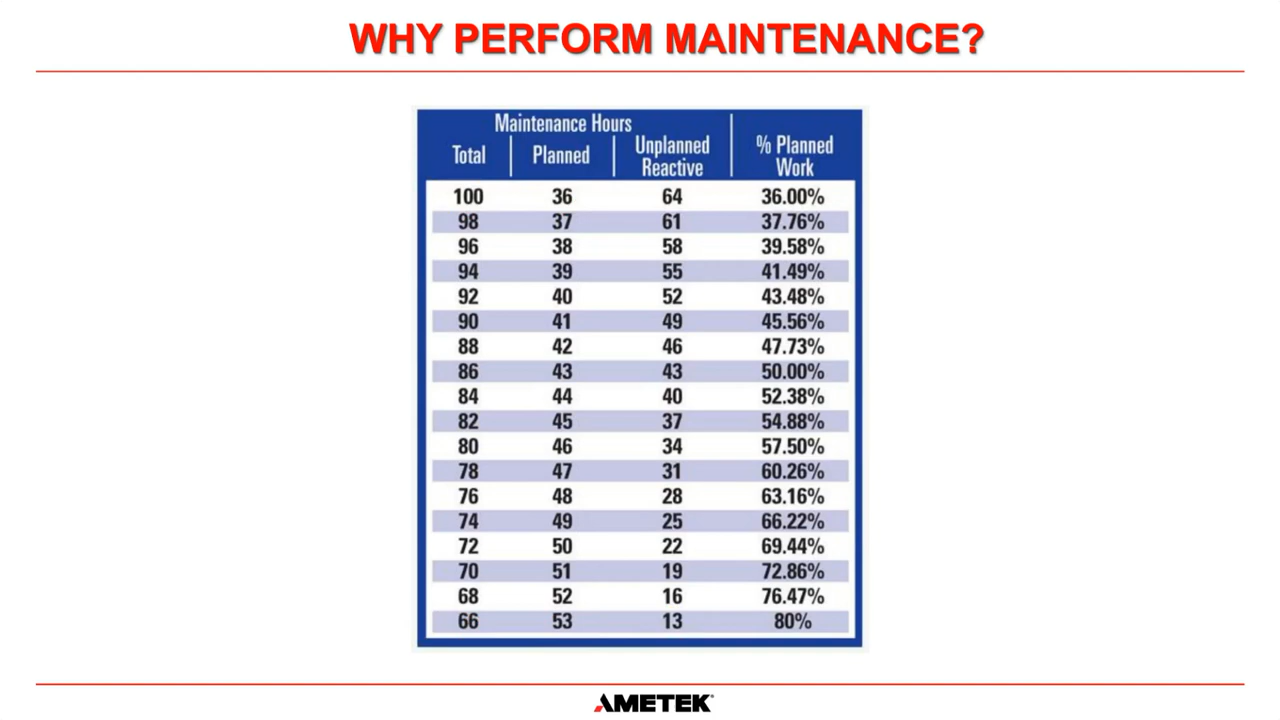 WHY PERFORM MAINTENANCE?
Maintenance Hours
Total Planned Unplanned Reactive % Planned Work
100 36 64 36.00%
98 37 61 37.76%
96 38 58 39.58%
94 39 55 41.49%
92 40 52 43.48%
90 41 49 45.56%
88 42 46 47.73%
86 43 43 50.00%
84 44 40 52.38%
82 45 37 54.88%
80 46 34 57.50%
78 47 31 60.26%
76 48 28 63.16%
74 49 25 66.22%
72 50 22 69.44%
70 51 19 72.86%
68 52 16 76.47%
66 53 13 80%
AMETEK